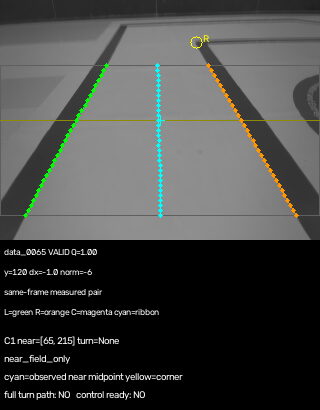 R
data_0065 VALID Q=1.00
y=120 dx=-1.0 norm=-6
same-frame measured pair
L=green R=orange C=magenta cyan=ribbon
C1 near=[65, 215] turn=None
near_field_only
cyan=observed near midpoint yellow=corner
full turn path: NO control ready: NO